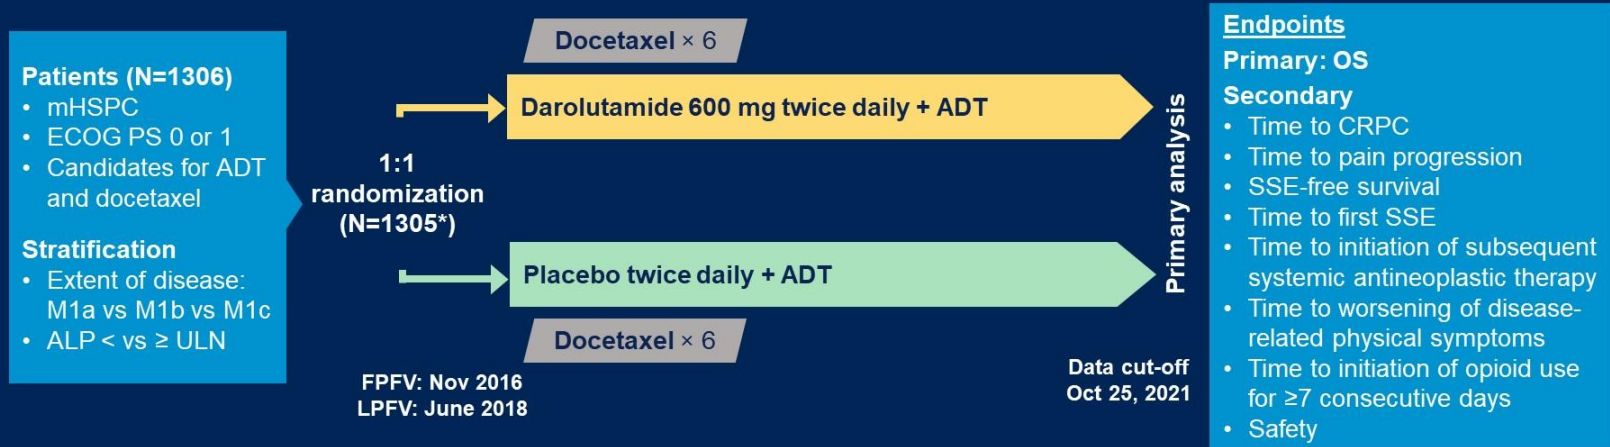 Patients (N=1306)
• mHSPC
• ECOG PS 0 or 1
• Candidates for ADT
and docetaxel
Stratification
• Extent of disease:
M1a vs M1b vs M1c
• ALP < vs ≥ ULN
1:1
randomization
(N=1305*)
FPFV: Nov 2016
LPFV: June 2018
Docetaxel × 6
Darolutamide 600 mg twice daily + ADT
Placebo twice daily + ADT
Docetaxel × 6
Primary analysis
Data cut-off
Oct 25, 2021
Endpoints
Primary: OS
Secondary
• Time to CRPC
• Time to pain progression
• SSE-free survival
• Time to first SSE
• Time to initiation of subsequent
systemic antineoplastic therapy
• Time to worsening of disease-
related physical symptoms
• Time to initiation of opioid use
for ≥7 consecutive days
• Safety